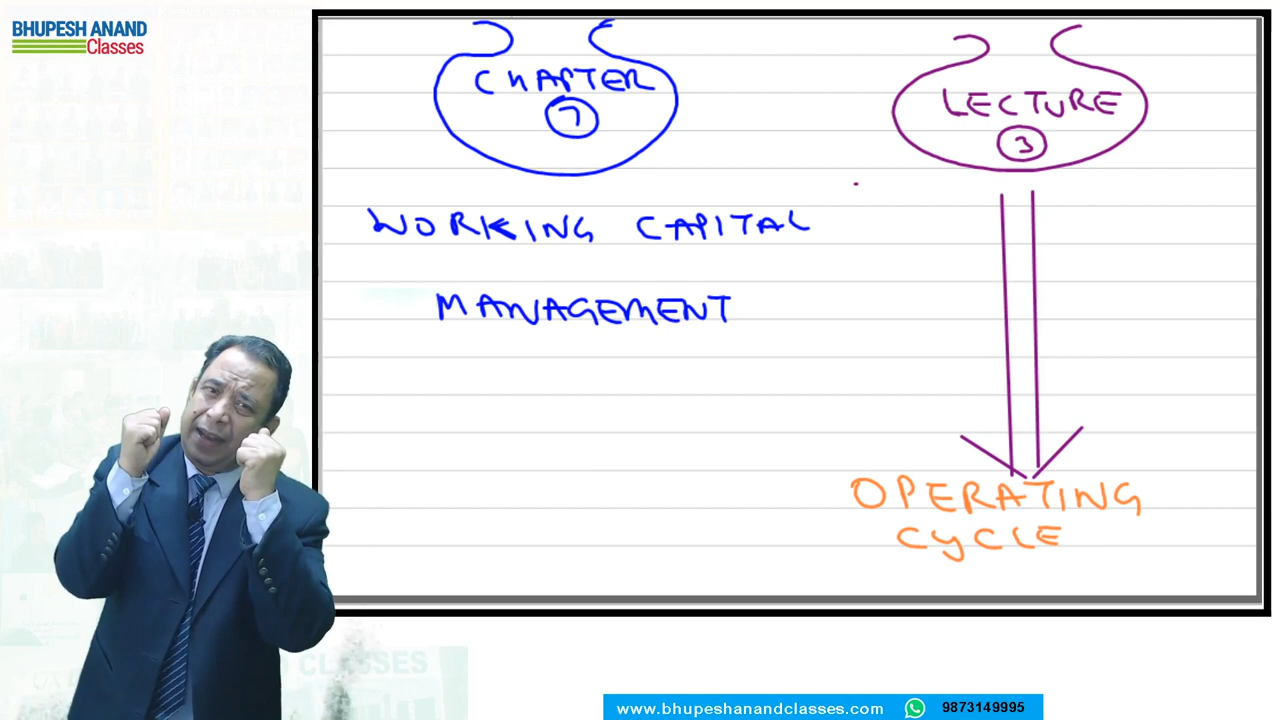 BHUPESH ANAND
Classes
CHAPTER
7
WORKING CAPITAL
MANAGEMENT
LECTURE
3
OPERATING
CYCLE
www.bhupeshanandclasses.com 9873149995